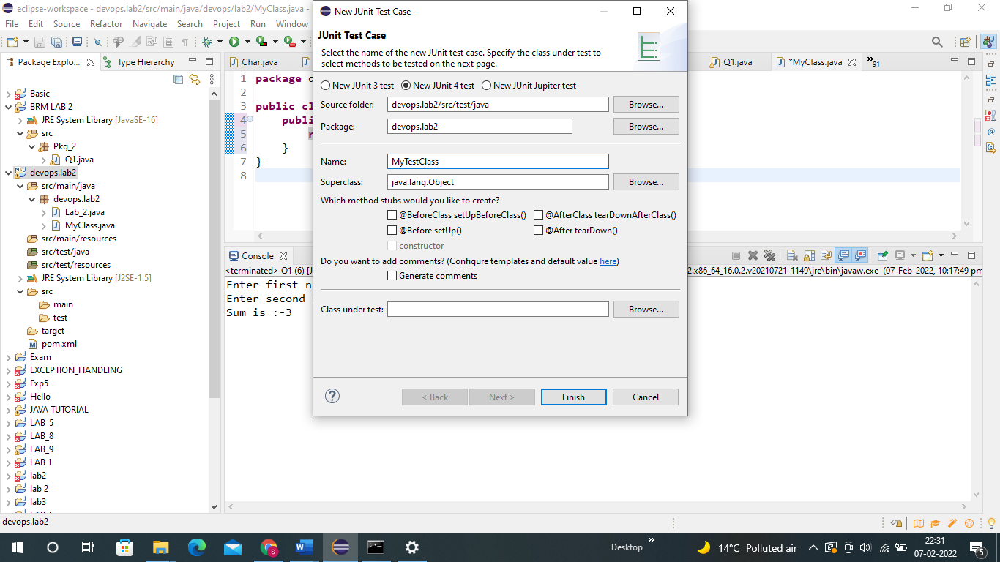 eclipse-workspace - devops.lab2/src/main/java/devops/lab2/MyClass.java -
File Edit Source Refactor Navigate Search Project Run Window
Package Explo...
Type Hierarchy
Basic
BRM LAB 2
JRE System Library [JavaSE-16]
src
Pkg_2
Q1.java
devops.lab2
src/main/java
devops.lab2
Lab_2.java
MyClass.java
src/main/resources
src/test/java
src/test/resources
JRE System Library [J2SE-1.5]
src
main
test
target
pom.xml
Exam
EXCEPTION_HANDLING
Exp5
Hello
JAVA TUTORIAL
LAB_5
LAB_8
LAB_9
LAB 1
lab2
lab 2
lab3
devops.lab2
Char.java
Q1.java
*MyClass.java
»91
1 package d
2
3 public cl
4 publi
5 r
6 }
7 }
8
Console
<terminated> Q1 (6) [J
2.x86_64_16.0.2.v20210721-1149\jre\bin\javaw.exe (07-Feb-2022, 10:17:49 pm
Enter first n
Enter second
Sum is :-3
New JUnit Test Case
JUnit Test Case
Select the name of the new JUnit test case. Specify the class under test to
select methods to be tested on the next page.
New JUnit 3 test New JUnit 4 test New JUnit Jupiter test
Source folder: devops.lab2/src/test/java Browse...
Package: devops.lab2 Browse...
Name: MyTestClass
Superclass: java.lang.Object Browse...
Which method stubs would you like to create?
@BeforeClass setUpBeforeClass() @AfterClass tearDownAfterClass()
@Before setUp() @After tearDown()
constructor
Do you want to add comments? (Configure templates and default value here)
Generate comments
Class under test: Browse...
< Back Next > Finish Cancel
Desktop »
14°C Polluted air
22:31
07-02-2022
5